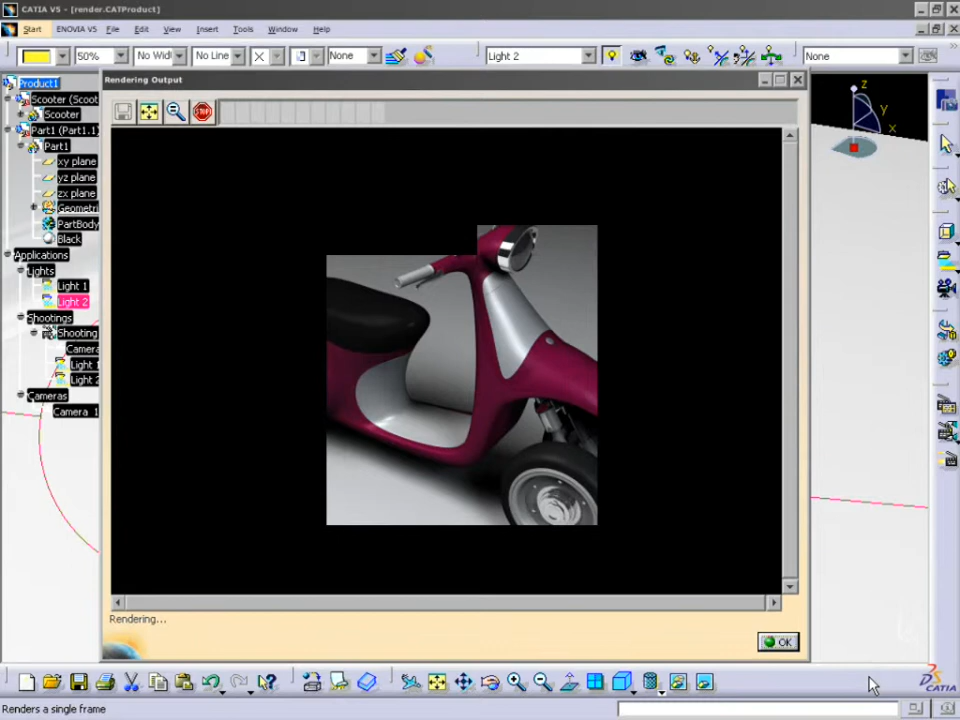 CATIA V5 - [render.CATProduct]
Start ENOVIA V5 File Edit View Insert Tools Window Help
50% No Widt No Line None Light 2 None
Rendering Output
STOP
Product1
Scooter (Scoot
Scooter
Part1 (Part1.1)
Part1
xy plane
yz plane
zx plane
Geometri
PartBody
Black
Applications
Lights
Light 1
Light 2
Shootings
Shooting
Camera
Light 1
Light 2
Cameras
Camera 1
z
y
x
Rendering...
OK
CATIA
Renders a single frame